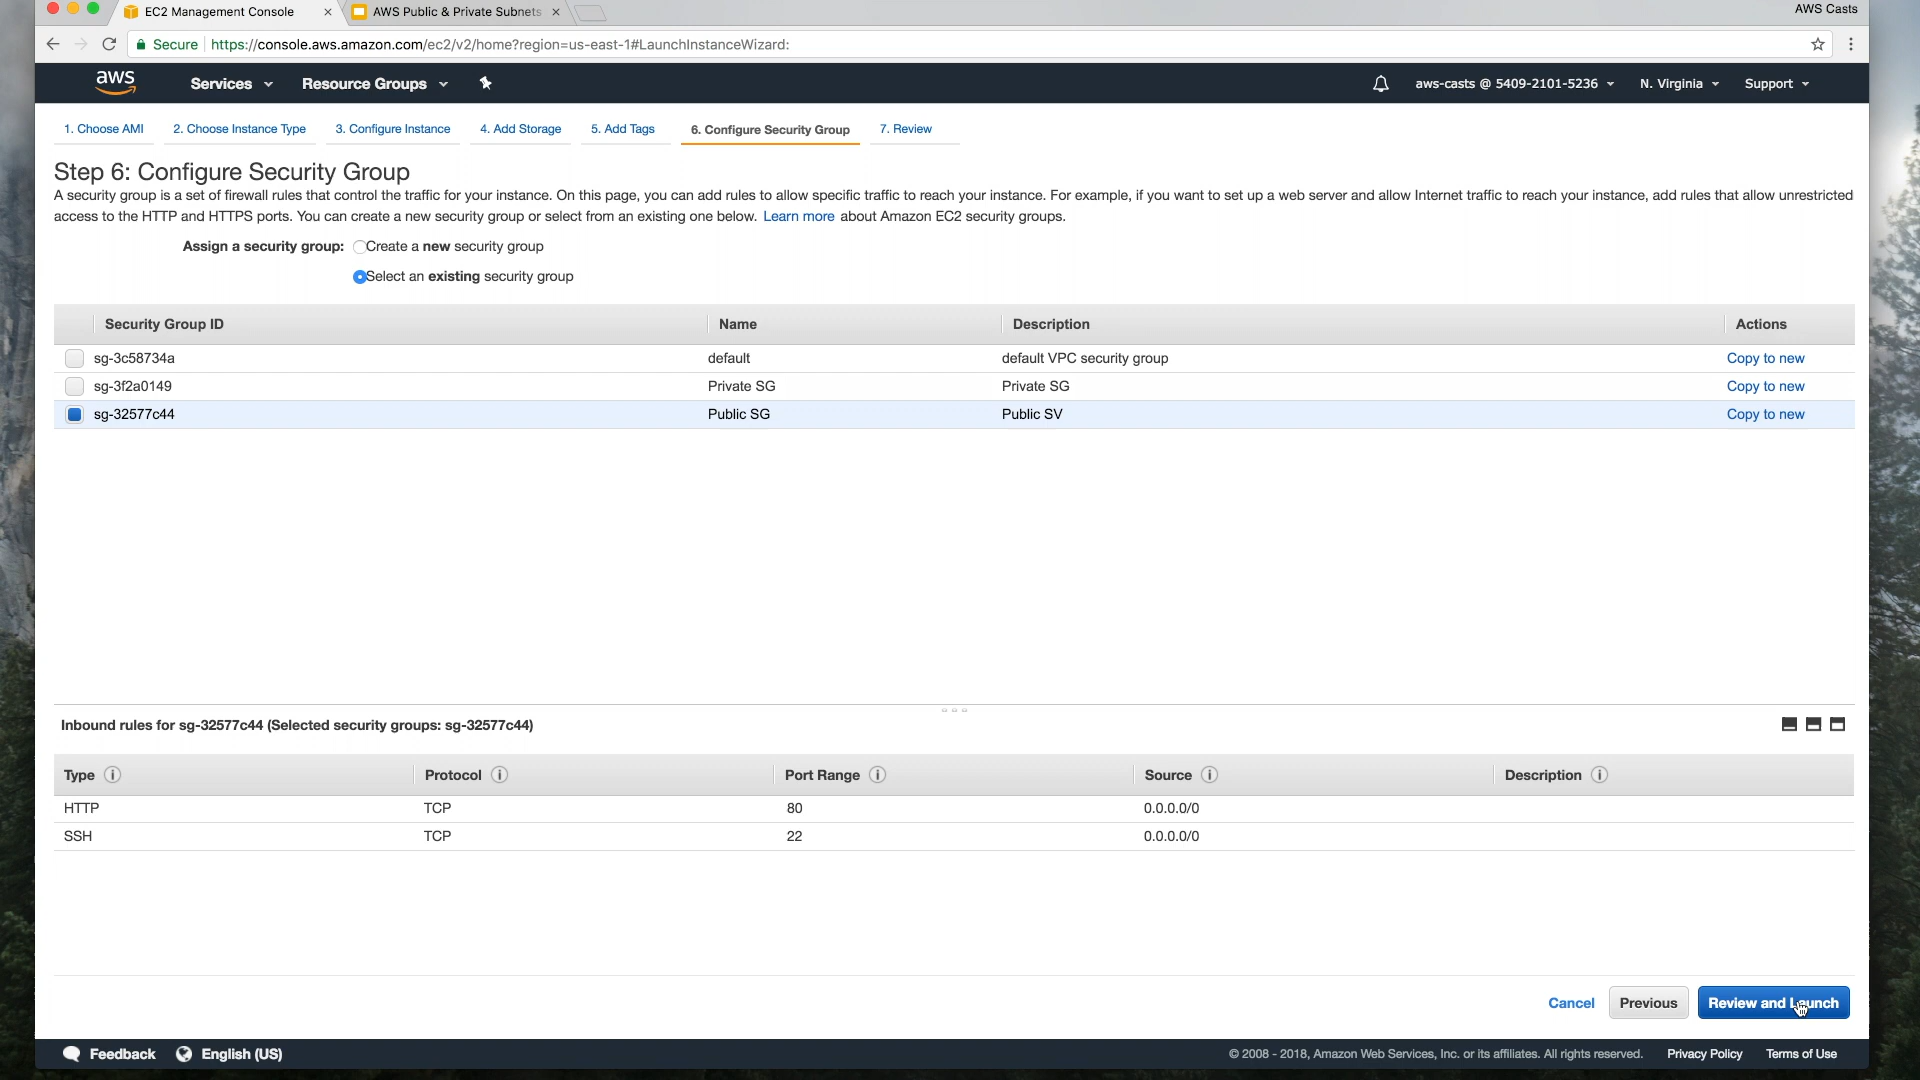 AWS Casts
EC2 Management Console
AWS Public & Private Subnets
Secure https://console.aws.amazon.com/ec2/v2/home?region=us-east-1#LaunchInstanceWizard:
aws Services Resource Groups aws-casts @ 5409-2101-5236 N. Virginia Support
1. Choose AMI 2. Choose Instance Type 3. Configure Instance 4. Add Storage 5. Add Tags 6. Configure Security Group 7. Review
Step 6: Configure Security Group
A security group is a set of firewall rules that control the traffic for your instance. On this page, you can add rules to allow specific traffic to reach your instance. For example, if you want to set up a web server and allow Internet traffic to reach your instance, add rules that allow unrestricted
access to the HTTP and HTTPS ports. You can create a new security group or select from an existing one below. Learn more about Amazon EC2 security groups.
Assign a security group: Create a new security group
Select an existing security group
Security Group ID Name Description Actions
sg-3c58734a default default VPC security group Copy to new
sg-3f2a0149 Private SG Private SG Copy to new
sg-32577c44 Public SG Public SV Copy to new
Inbound rules for sg-32577c44 (Selected security groups: sg-32577c44)
Type Protocol Port Range Source Description
HTTP TCP 80 0.0.0.0/0
SSH TCP 22 0.0.0.0/0
Cancel Previous Review and Launch
Feedback English (US) © 2008 - 2018, Amazon Web Services, Inc. or its affiliates. All rights reserved. Privacy Policy Terms of Use